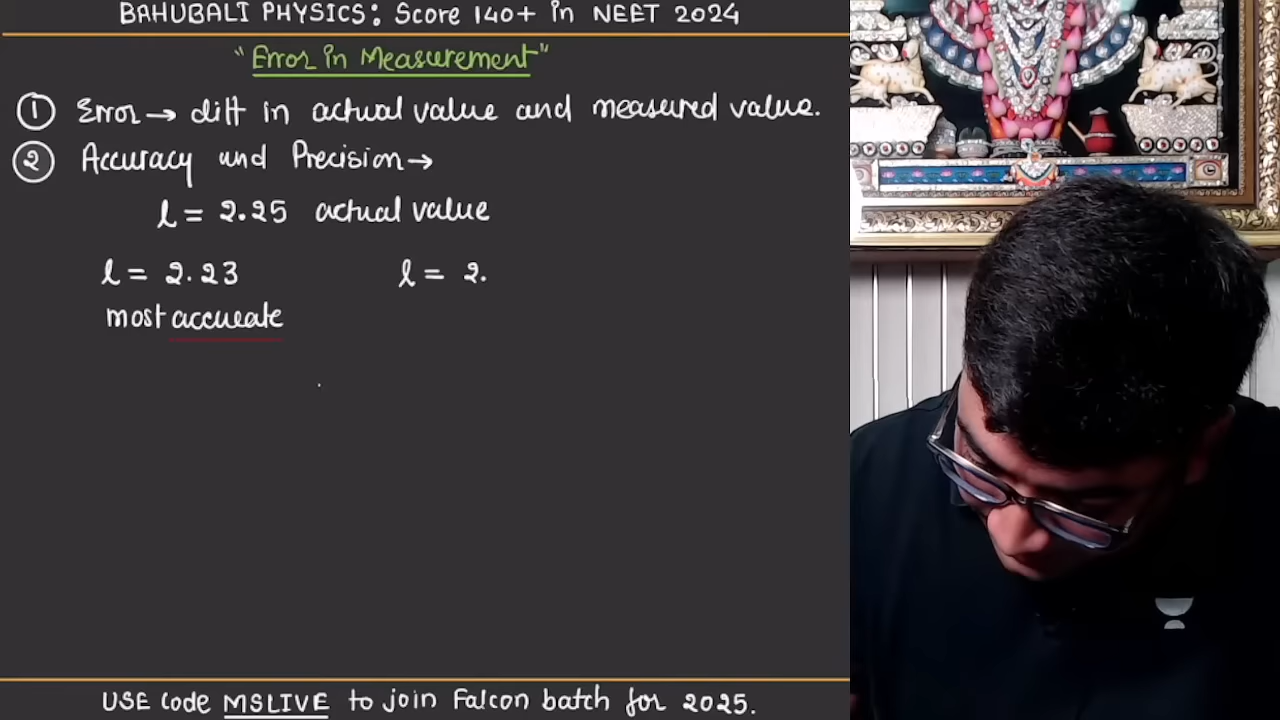 BAHUBALI PHYSICS: Score 140+ in NEET 2024
"Error in Measurement"
① Error → diff in actual value and measured value.
② Accuracy and Precision →
l = 2.25 actual value
l = 2.23 l = 2.
most accurate
USE Code MSLIVE to join Falcon batch for 2025.